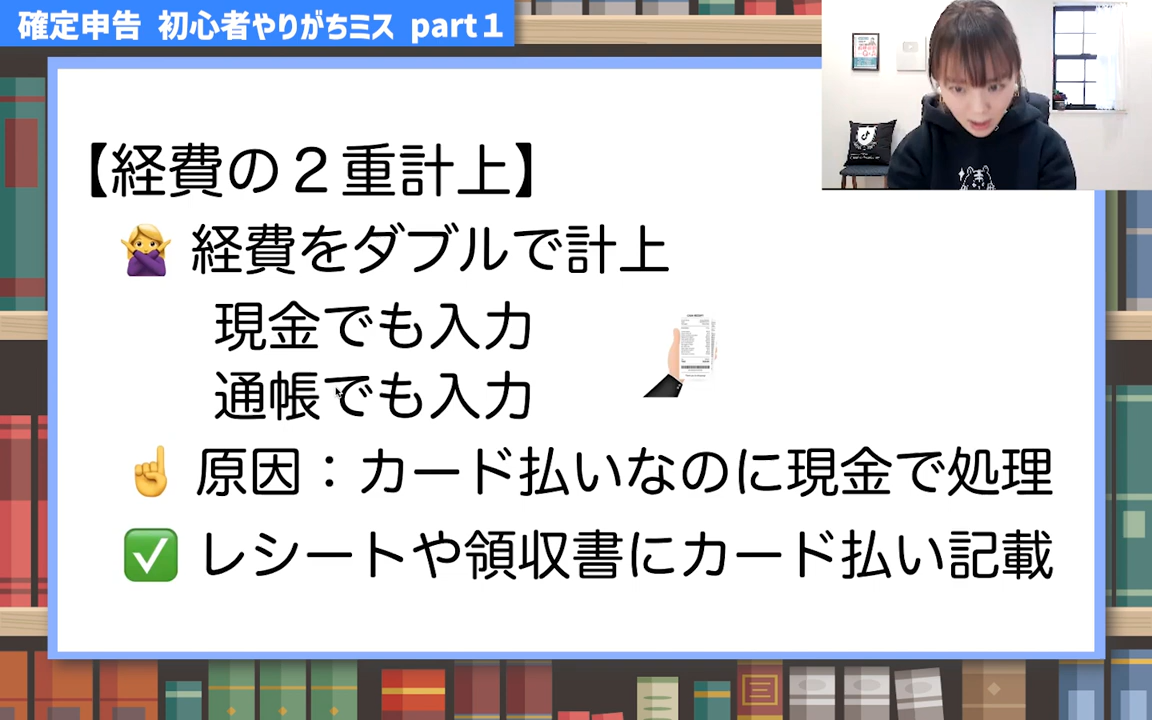 確定申告 初心者やりがちミス part１
【経費の２重計上】
🙅‍♀️ 経費をダブルで計上
現金でも入力
通帳でも入力
☝️ 原因：カード払いなのに現金で処理
✅ レシートや領収書にカード払い記載